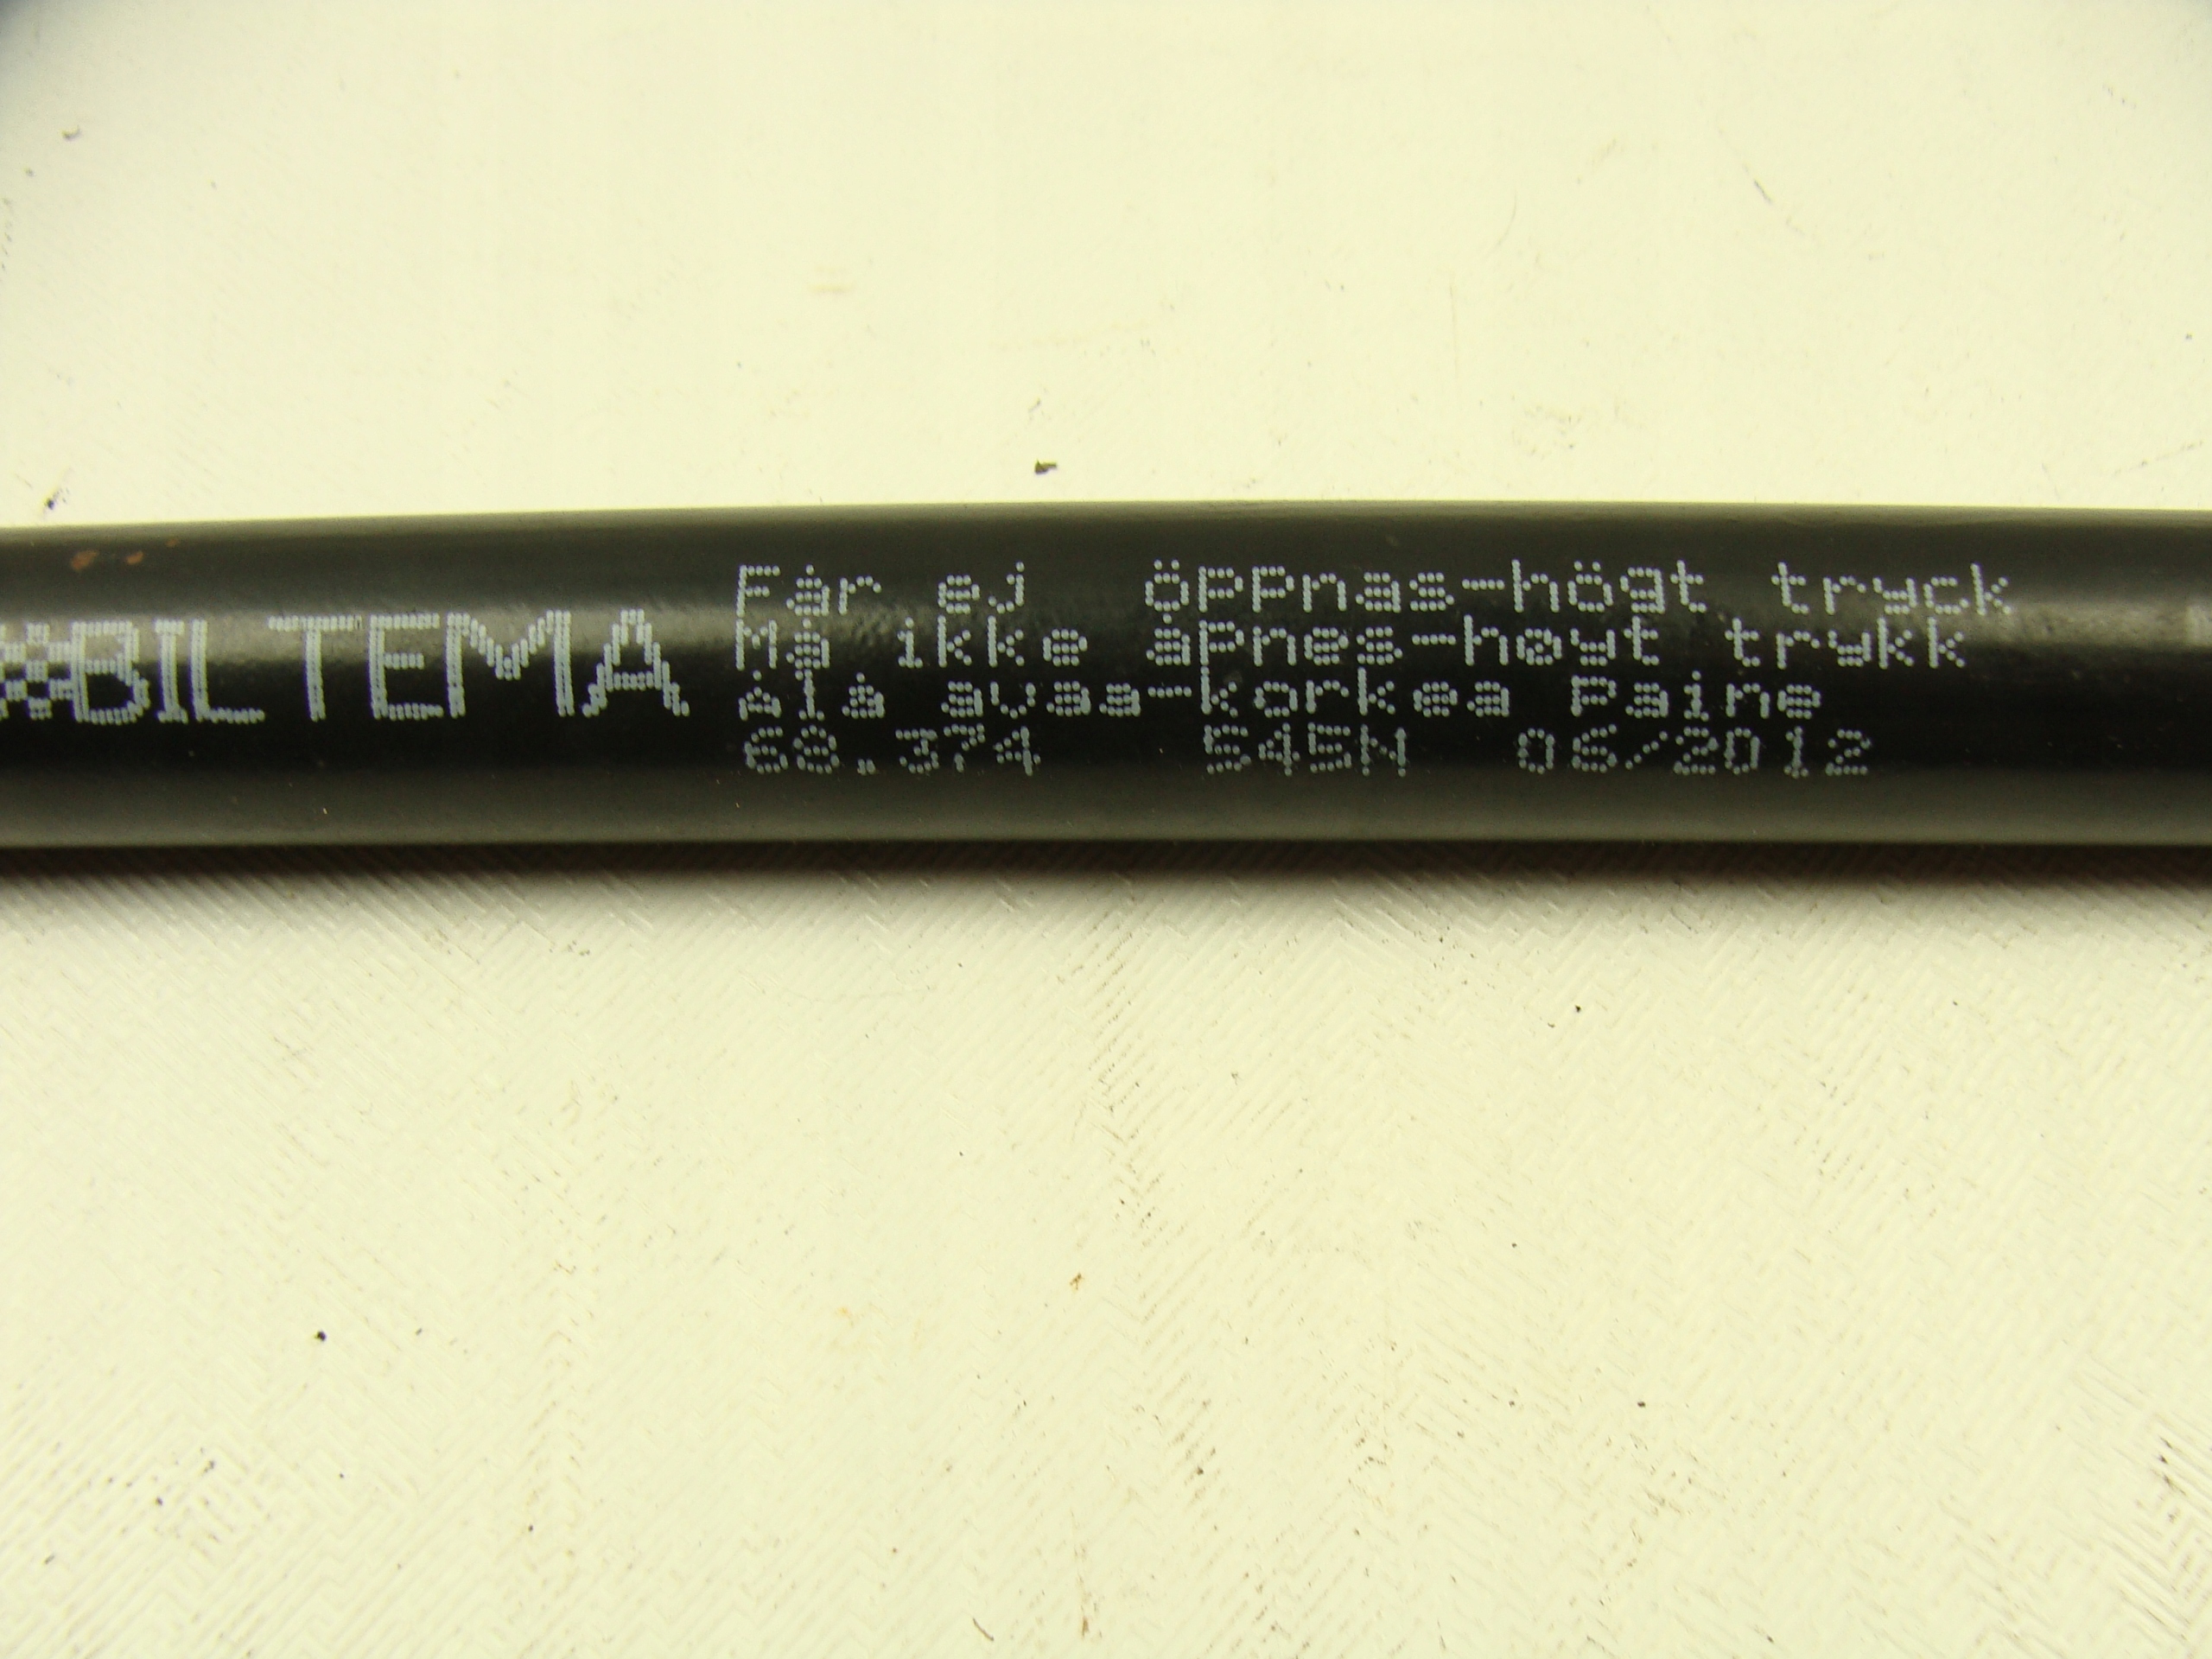 BILTEMA
Får ej öppnas-högt tryck
Må ikke åpnes-høyt trykk
Älä avaa-korkea Paine
68.374 545N 06/2012